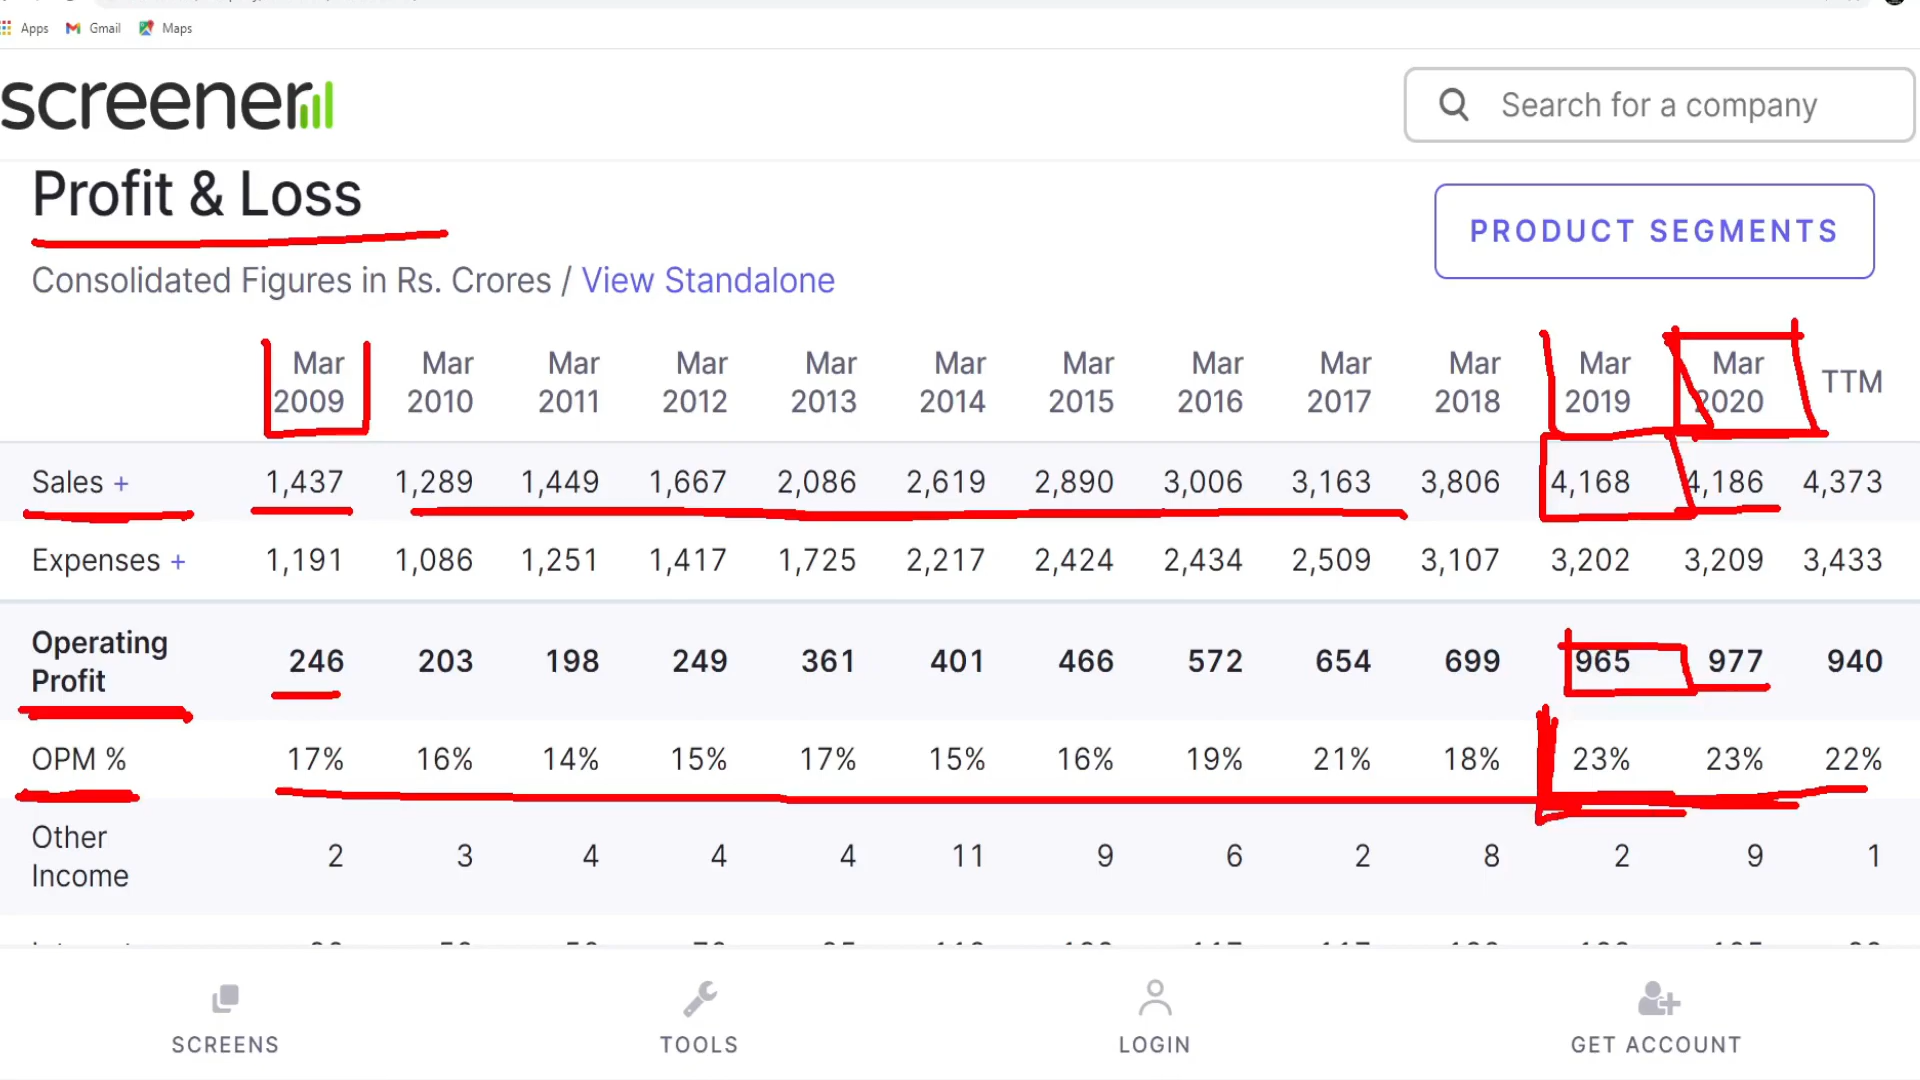 Apps Gmail Maps
screener
Search for a company
Profit & Loss
PRODUCT SEGMENTS
Consolidated Figures in Rs. Crores / View Standalone
Mar 2009 Mar 2010 Mar 2011 Mar 2012 Mar 2013 Mar 2014 Mar 2015 Mar 2016 Mar 2017 Mar 2018 Mar 2019 Mar 2020 TTM
Sales + 1,437 1,289 1,449 1,667 2,086 2,619 2,890 3,006 3,163 3,806 4,168 4,186 4,373
Expenses + 1,191 1,086 1,251 1,417 1,725 2,217 2,424 2,434 2,509 3,107 3,202 3,209 3,433
Operating Profit 246 203 198 249 361 401 466 572 654 699 965 977 940
OPM % 17% 16% 14% 15% 17% 15% 16% 19% 21% 18% 23% 23% 22%
Other Income 2 3 4 4 4 11 9 6 2 8 2 9 1
SCREENS TOOLS LOGIN GET ACCOUNT